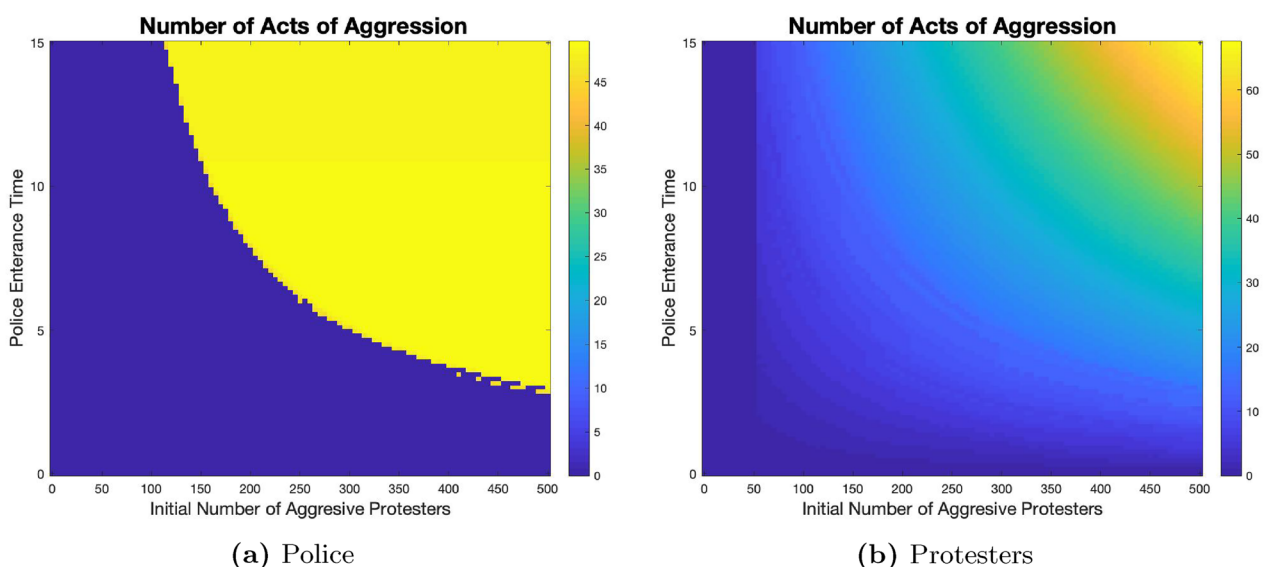 Number of Acts of Aggression
15
10
5
0
0 50 100 150 200 250 300 350 400 450 500
Police Enterance Time
Initial Number of Aggresive Protesters
45
40
35
30
25
20
15
10
5
0
(a) Police
Number of Acts of Aggression
15
10
5
0
0 50 100 150 200 250 300 350 400 450 500
Police Enterance Time
Initial Number of Aggresive Protesters
60
50
40
30
20
10
0
(b) Protesters